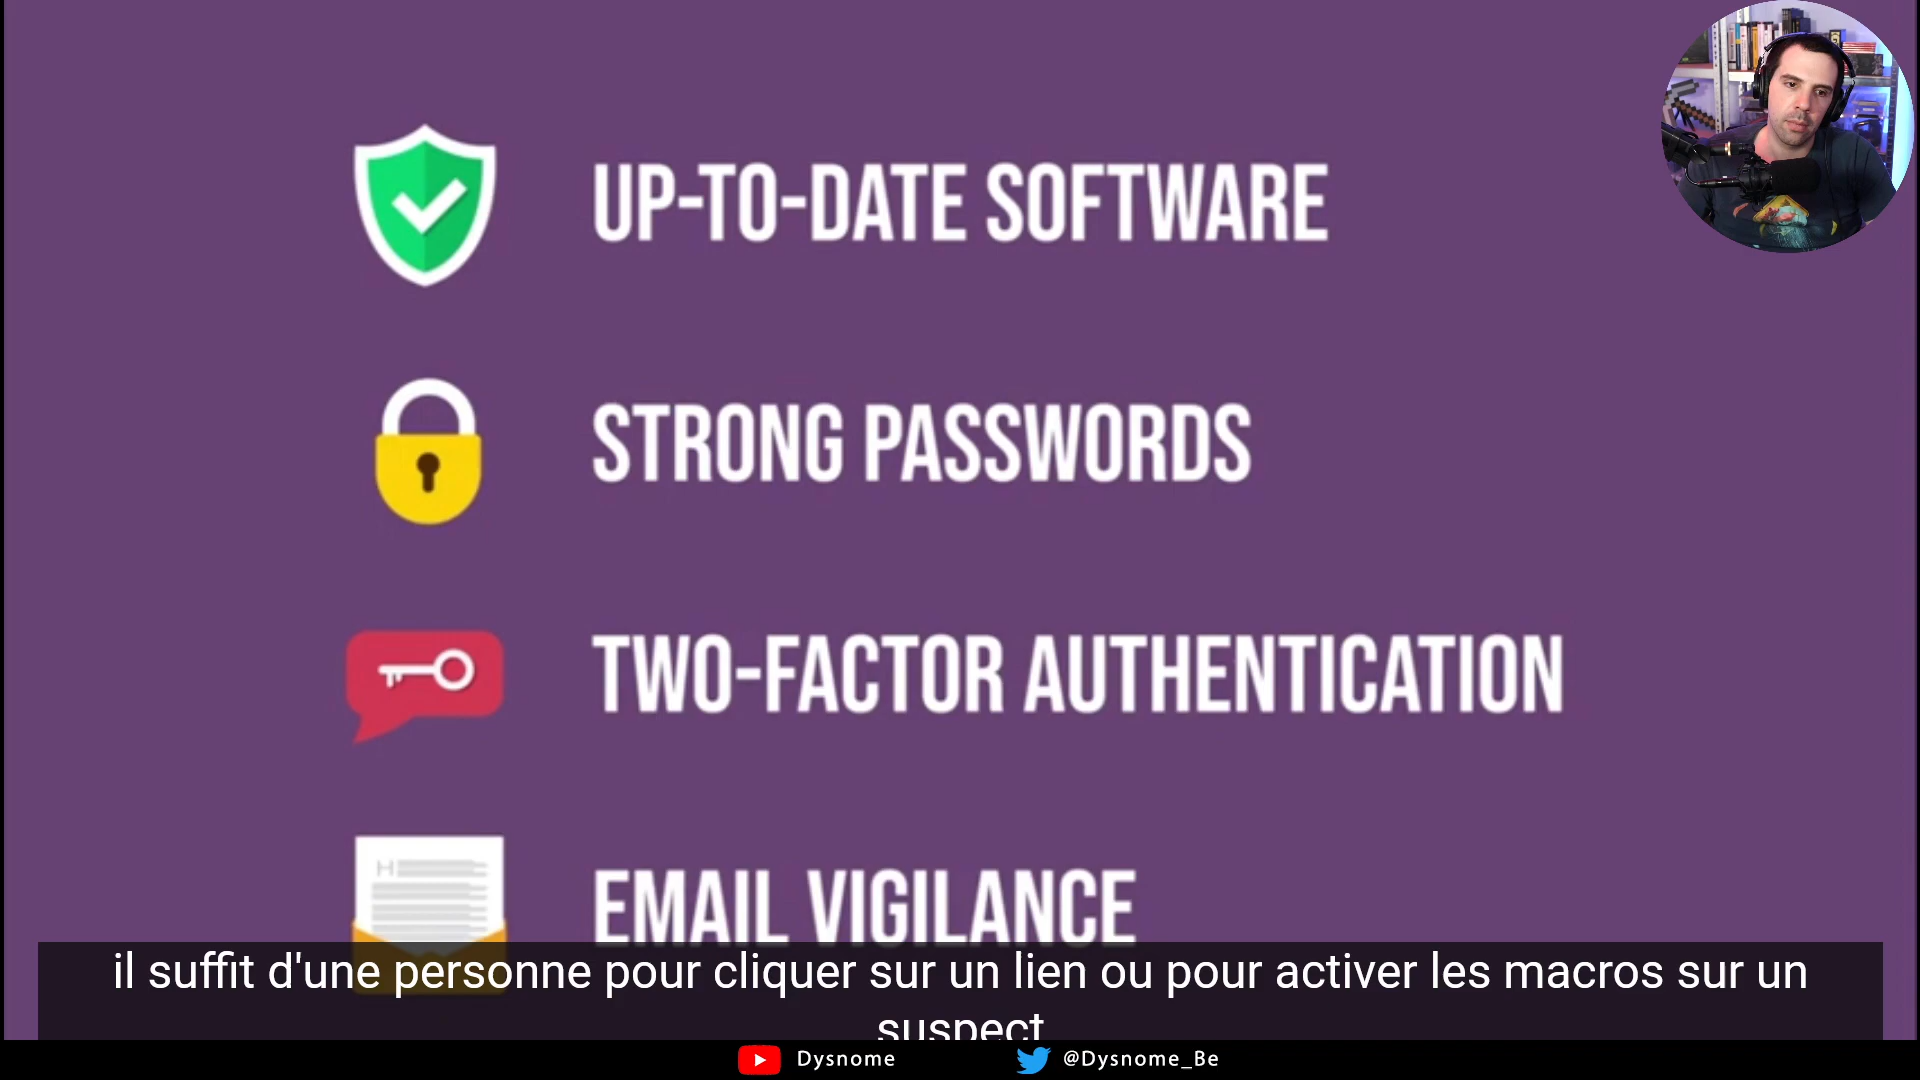 UP-TO-DATE SOFTWARE
STRONG PASSWORDS
TWO-FACTOR AUTHENTICATION
H
EMAIL VIGILANCE
il suffit d'une personne pour cliquer sur un lien ou pour activer les macros sur un
suspect
Dysnome
@Dysnome_Be